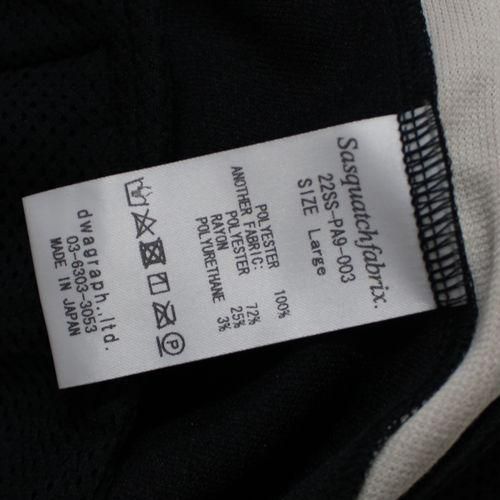 Sasquatchfabrix.
22SS-PA9-003
SIZE Large
POLYESTER 100%
ANOTHER FABRIC:
POLYESTER 72%
RAYON 25%
POLYURETHANE 3%
P
dwagraph.,ltd.
03-6303-3053
MADE IN JAPAN